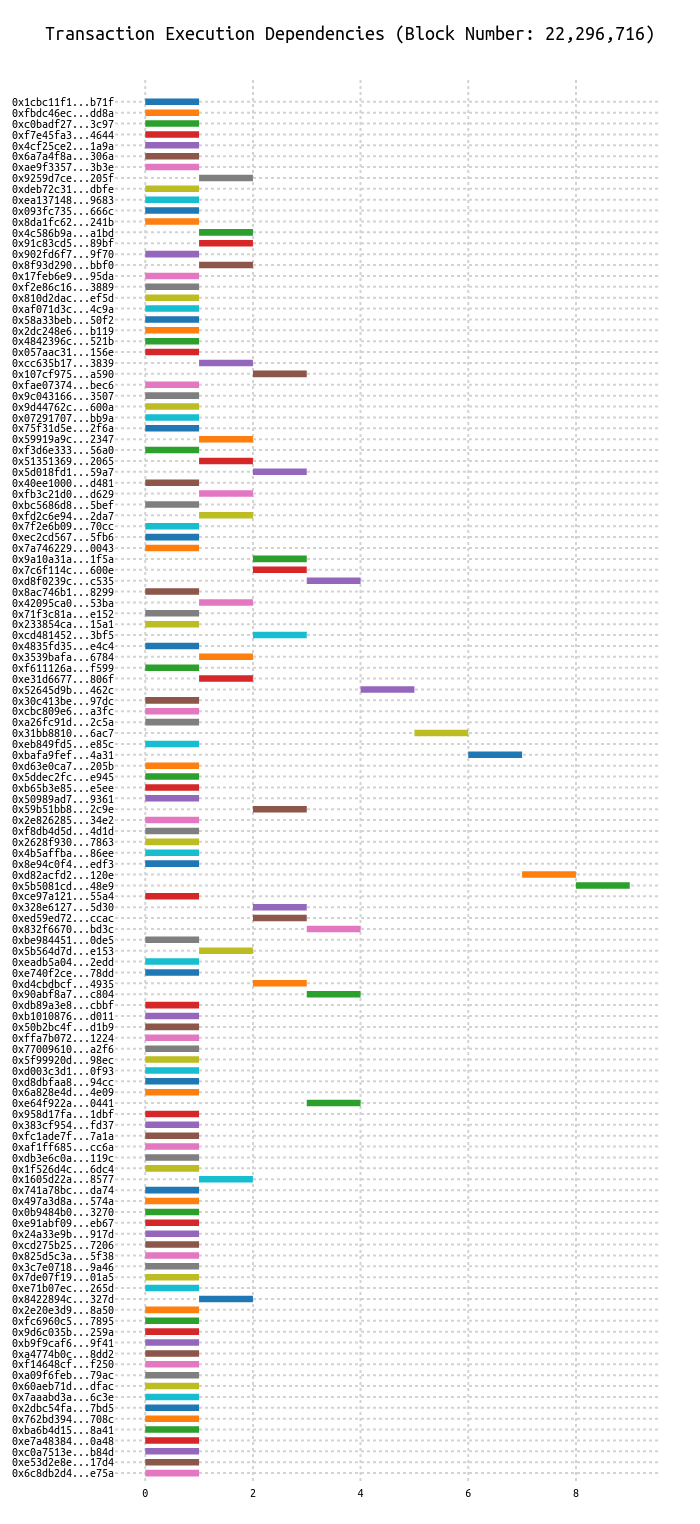 Transaction Execution Dependencies (Block Number: 22,296,716)
0x1cbc11f1...b71f
0xfbdc46ec...dd8a
0xc0badf27...3c97
0xf7e45fa3...4644
0x4cf25ce2...1a9a
0x6a7a4f8a...306a
0xae9f3357...3b3e
0x9259d7ce...205f
0xdeb72c31...dbfe
0xea137148...9683
0x093fc735...666c
0x8da1fc62...241b
0x4c586b9a...a1bd
0x91c83cd5...89bf
0x902fd6f7...9f70
0x8f93d290...bbf0
0x17feb6e9...95da
0xf2e86c16...3889
0x810d2dac...ef5d
0xaf071d3c...4c9a
0x58a33beb...50f2
0x2dc248e6...b119
0x4842396c...521b
0x057aac31...156e
0xcc635b17...3839
0x107cf975...a590
0xfae07374...bec6
0x9c043166...3507
0x9d44762c...600a
0x07291707...bb9a
0x75f31d5e...2f6a
0x59919a9c...2347
0xf3d6e333...56a0
0x51351369...2065
0x5d018fd1...59a7
0x40ee1000...d481
0xfb3c21d0...d629
0xbc5686d8...5bef
0xfd2c6e94...2da7
0x7f2e6b09...70cc
0xec2cd567...5fb6
0x7a746229...0043
0x9a10a31a...1f5a
0x7c6f114c...600e
0xd8f0239c...c535
0x8ac746b1...8299
0x42095ca0...53ba
0x71f3c81a...e152
0x233854ca...15a1
0xcd481452...3bf5
0x4835fd35...e4c4
0x3539bafa...6784
0xf611126a...f599
0xe31d6677...806f
0x52645d9b...462c
0x30c413be...97dc
0xcbc809e6...a3fc
0xa26fc91d...2c5a
0x31bb8810...6ac7
0xeb849fd5...e85c
0xbafa9fef...4a31
0xd63e0ca7...205b
0x5ddec2fc...e945
0xb65b3e85...e5ee
0x50989ad7...9361
0x59b51bb8...2c9e
0x2e826285...34e2
0xf8db4d5d...4d1d
0x2628f930...7863
0x4b5affba...86ee
0x8e94c0f4...edf3
0xd82acfd2...120e
0x5b5081cd...48e9
0xce97a121...55a4
0x328e6127...5d30
0xed59ed72...ccac
0x832f6670...bd3c
0xbe984451...0de5
0x5b564d7d...e153
0xeadb5a04...2edd
0xe740f2ce...78dd
0xd4cbdbcf...4935
0x90abf8a7...c804
0xdb89a3e8...cbbf
0xb1010876...d011
0x50b2bc4f...d1b9
0xffa7b072...1224
0x77009610...a2f6
0x5f99920d...98ec
0xd003c3d1...0f93
0xd8dbfaa8...94cc
0x6a828e4d...4e09
0xe64f922a...0441
0x958d17fa...1dbf
0x383cf954...fd37
0xfc1ade7f...7a1a
0xaf1ff685...cc6a
0xdb3e6c0a...119c
0x1f526d4c...6dc4
0x1605d22a...8577
0x741a78bc...da74
0x497a3d8a...574a
0x0b9484b0...3270
0xe91abf09...eb67
0x24a33e9b...917d
0xcd275b25...7206
0x825d5c3a...5f38
0x3c7e0718...9a46
0x7de07f19...01a5
0xe71b07ec...265d
0x8422894c...327d
0x2e20e3d9...8a50
0xfc6960c5...7895
0x9d6c035b...259a
0xb9f9caf6...9f41
0xa4774b0c...8dd2
0xf14648cf...f250
0xa09f6feb...79ac
0x60aeb71d...dfac
0x7aaabd3a...6c3e
0x2dbc54fa...7bd5
0x762bd394...708c
0xba6b4d15...8a41
0xe7a48384...0a48
0xc0a7513e...b84d
0xe53d2e8e...17d4
0x6c8db2d4...e75a
0 2 4 6 8